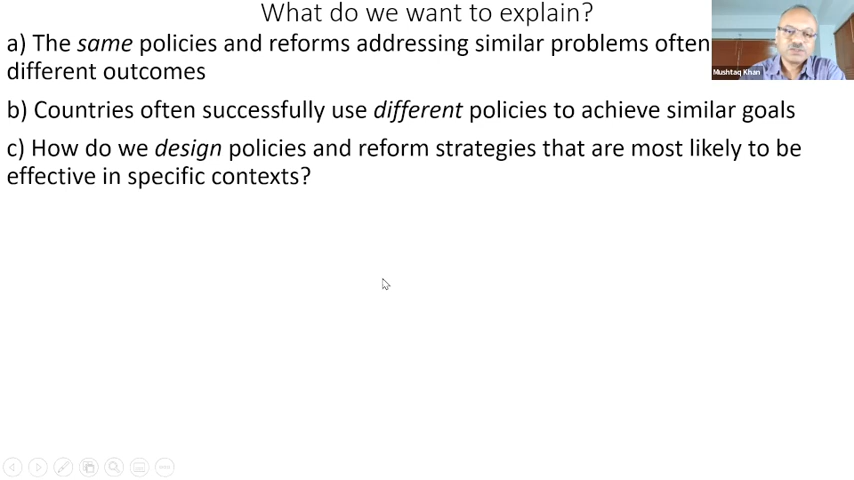 What do we want to explain?
a) The same policies and reforms addressing similar problems often
different outcomes
b) Countries often successfully use different policies to achieve similar goals
c) How do we design policies and reform strategies that are most likely to be
effective in specific contexts?
Mushtaq Khan